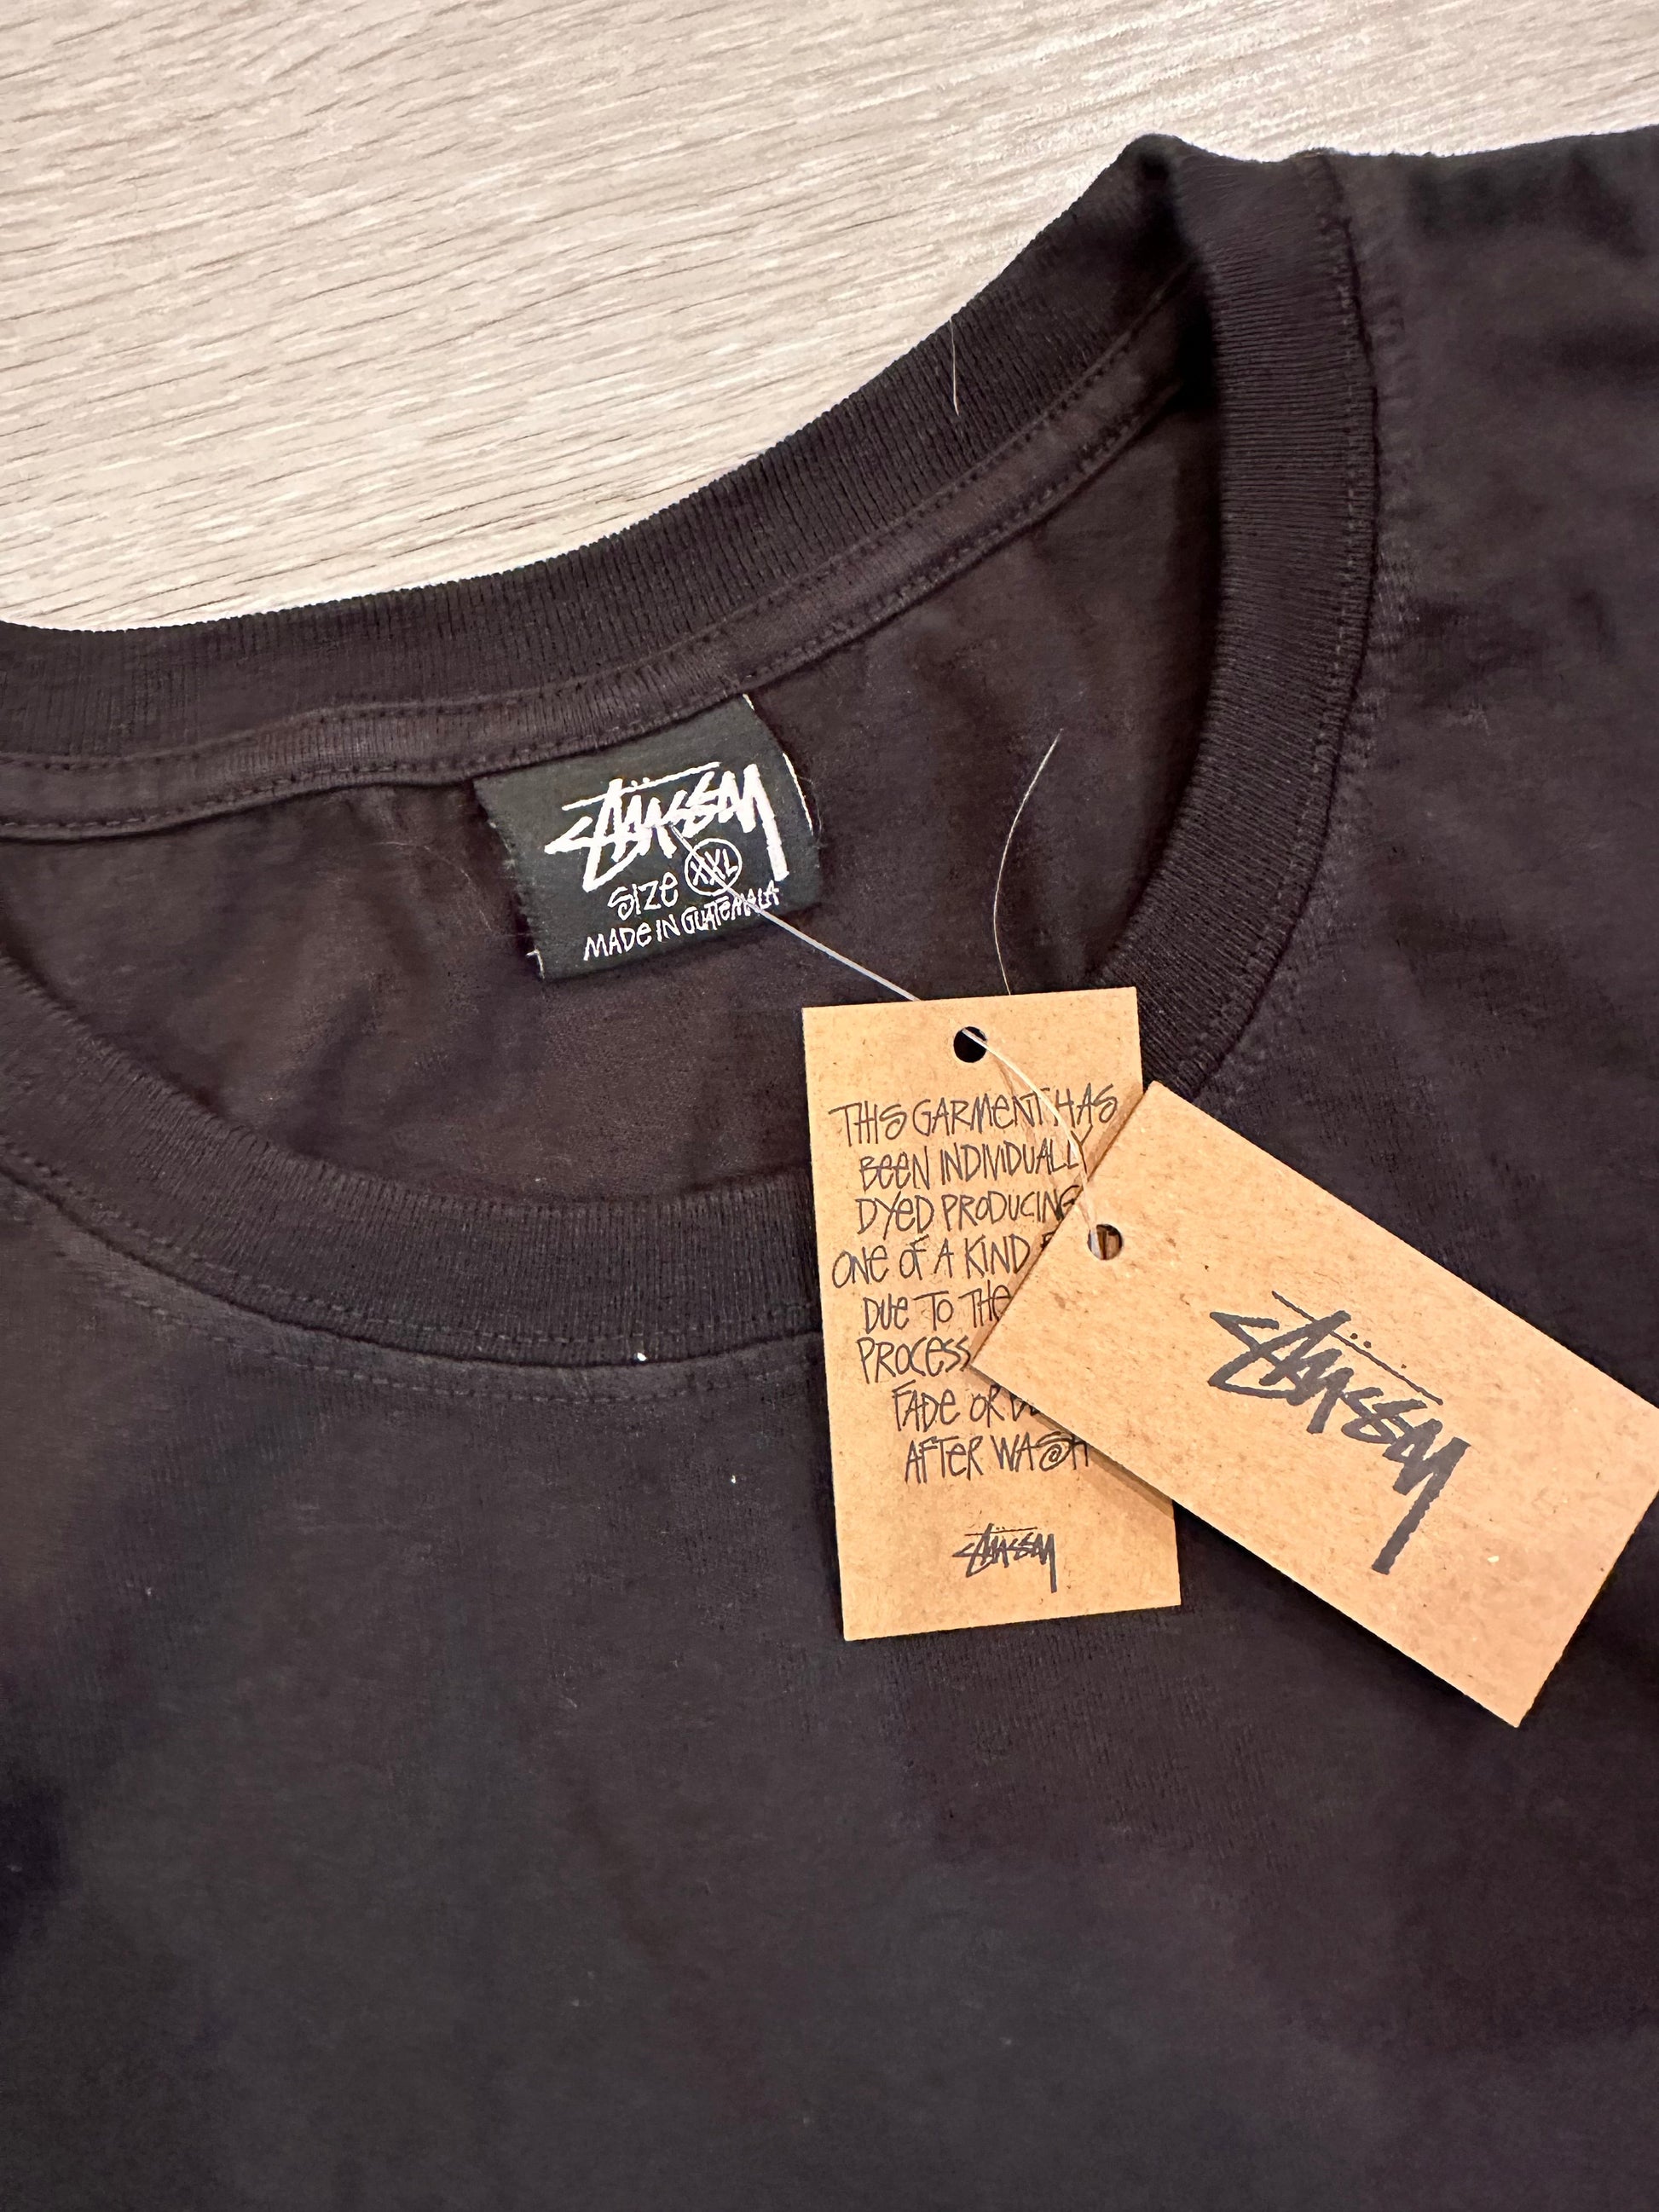 STÜSSY
SIZE XXL
MADE IN GUATEMALA
THIS GARMENT HAS
BEEN INDIVIDUALLY
DYED PRODUCING
ONE OF A KIND
DUE TO THE
PROCESS
FADE OR
AFTER WASH
STÜSSY
STÜSSY